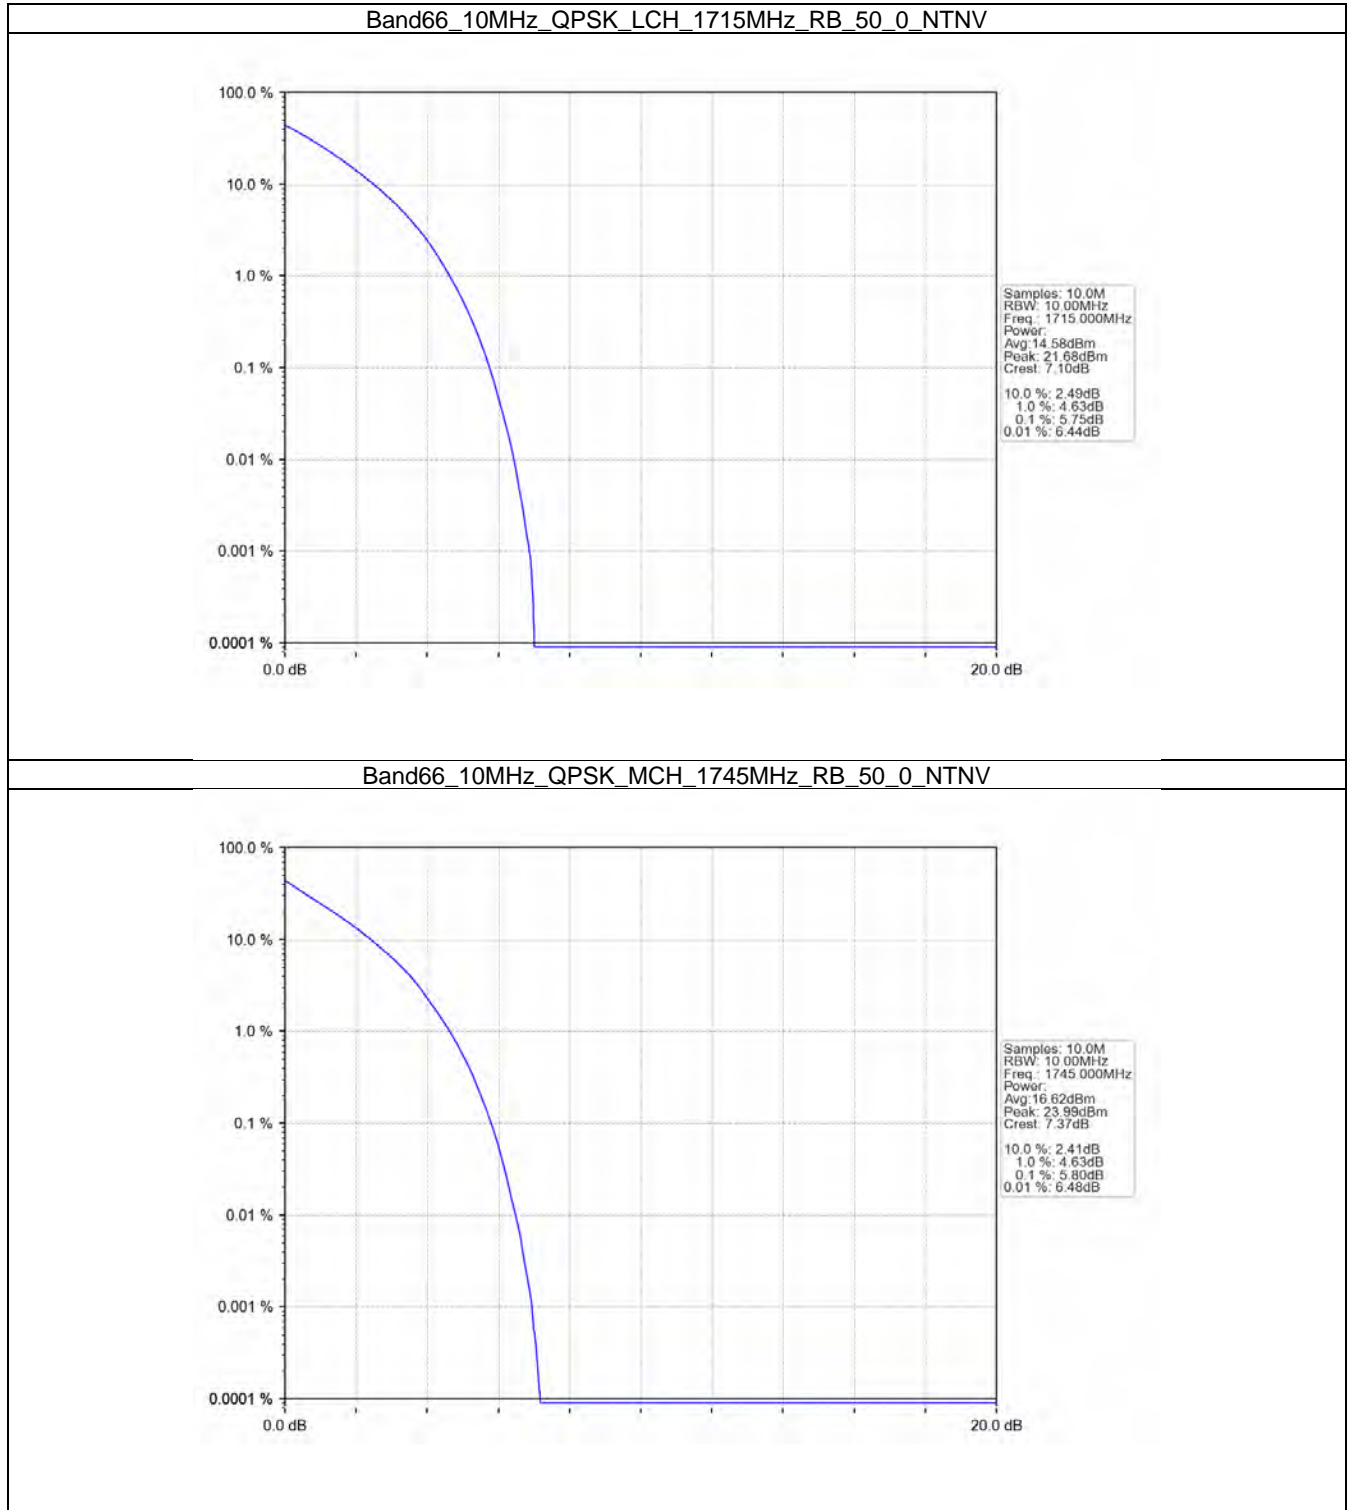 Band66_10MHz_QPSK_LCH_1715MHz_RB_50_0_NTNV
100.0 %
10.0 %
1.0 %
0.1 %
0.01 %
0.001 %
0.0001 %
0.0 dB
20.0 dB
Samples: 10.0M
RBW: 10.00MHz
Freq.: 1715.000MHz
Power:
Avg:14.58dBm
Peak: 21.68dBm
Crest: 7.10dB
10.0 %: 2.49dB
1.0 %: 4.63dB
0.1 %: 5.75dB
0.01 %: 6.44dB
Band66_10MHz_QPSK_MCH_1745MHz_RB_50_0_NTNV
100.0 %
10.0 %
1.0 %
0.1 %
0.01 %
0.001 %
0.0001 %
0.0 dB
20.0 dB
Samples: 10.0M
RBW: 10.00MHz
Freq.: 1745.000MHz
Power:
Avg:16.62dBm
Peak: 23.99dBm
Crest: 7.37dB
10.0 %: 2.41dB
1.0 %: 4.63dB
0.1 %: 5.80dB
0.01 %: 6.48dB